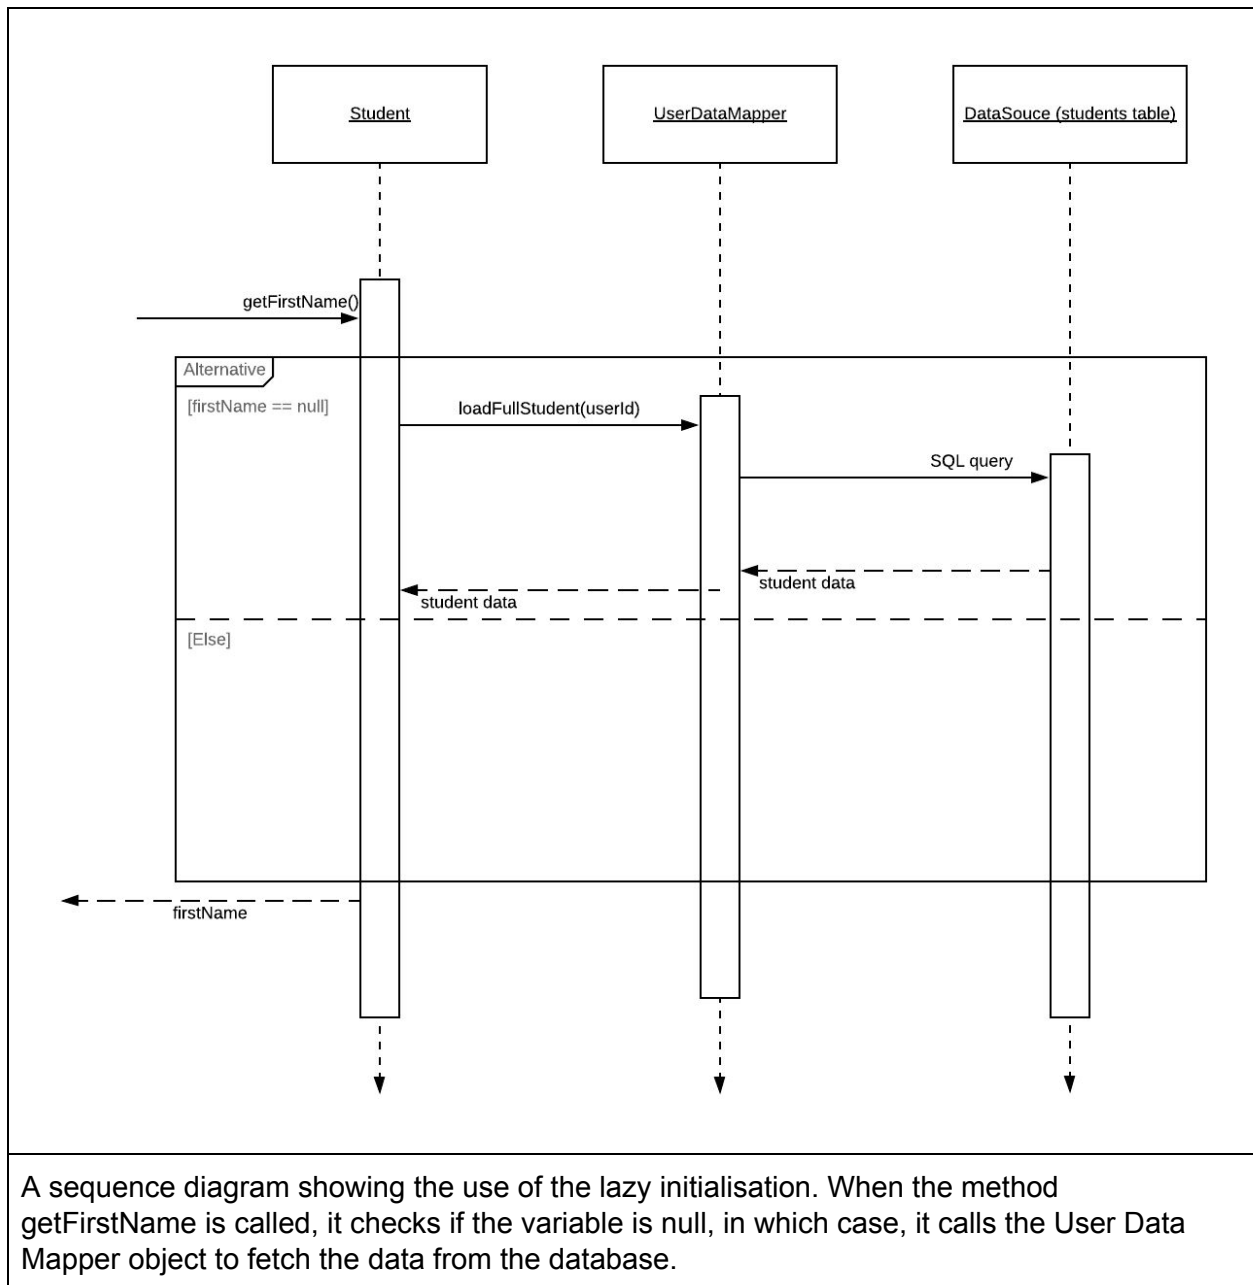 Student
UserDataMapper
DataSouce (students table)
getFirstName()
Alternative
[firstName == null]
loadFullStudent(userId)
SQL query
student data
student data
[Else]
firstName
A sequence diagram showing the use of the lazy initialisation. When the method
getFirstName is called, it checks if the variable is null, in which case, it calls the User Data
Mapper object to fetch the data from the database.